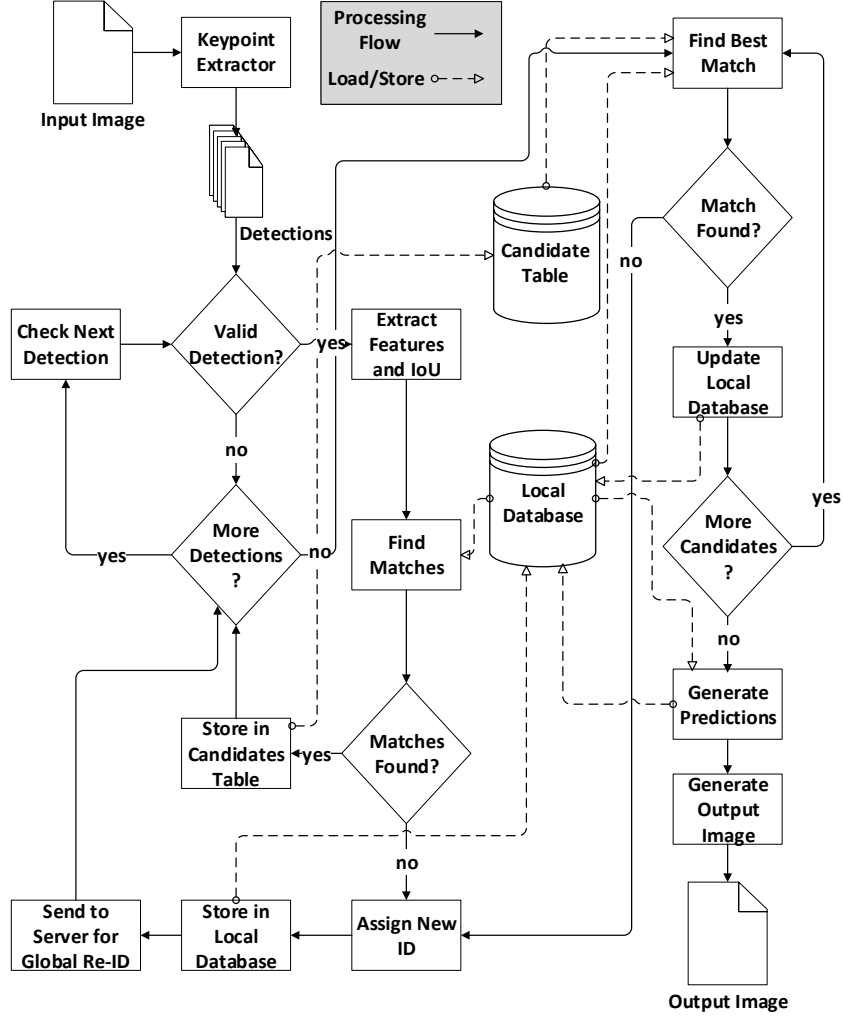 Input Image
Keypoint
Extractor
Processing
Flow
Load/Store
Find Best
Match
Detections
Candidate
Table
Match
Found?
no
yes
Check Next
Detection
Valid
Detection?
yes
Extract
Features
and IoU
Update
Local
Database
no
Local
Database
yes
More
Detections
?
yes
no
Find
Matches
More
Candidates
?
no
Store in
Candidates
Table
yes
Matches
Found?
Generate
Predictions
Generate
Output
Image
no
Send to
Server for
Global Re-ID
Store in
Local
Database
Assign New
ID
Output Image